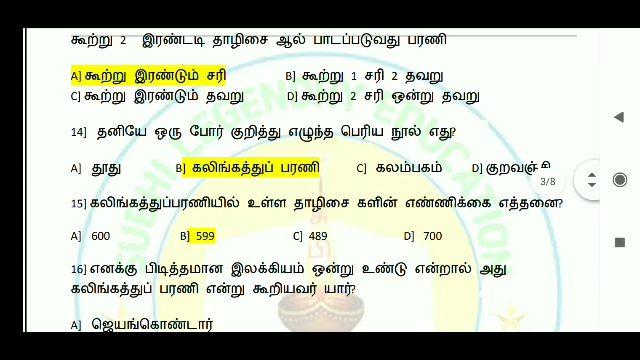 கூற்று 2 இரண்டடி தாழிசை ஆல் பாடப்படுவது பரணி
A] கூற்று இரண்டும் சரி B] கூற்று 1 சரி 2 தவறு
C] கூற்று இரண்டும் தவறு D] கூற்று 2 சரி ஒன்று தவறு
14] தனியே ஒரு போர் குறித்து எழுந்த பெரிய நூல் எது?
A] தூது B] கலிங்கத்துப் பரணி C] கலம்பகம் D] குறவஞ்சி
3/8
15] கலிங்கத்துப்பரணியில் உள்ள தாழிசை களின் எண்ணிக்கை எத்தனை?
A] 600 B] 599 C] 489 D] 700
16] எனக்கு பிடித்தமான இலக்கியம் ஒன்று உண்டு என்றால் அது
கலிங்கத்துப் பரணி என்று கூறியவர் யார்?
A] ஜெயங்கொண்டார்